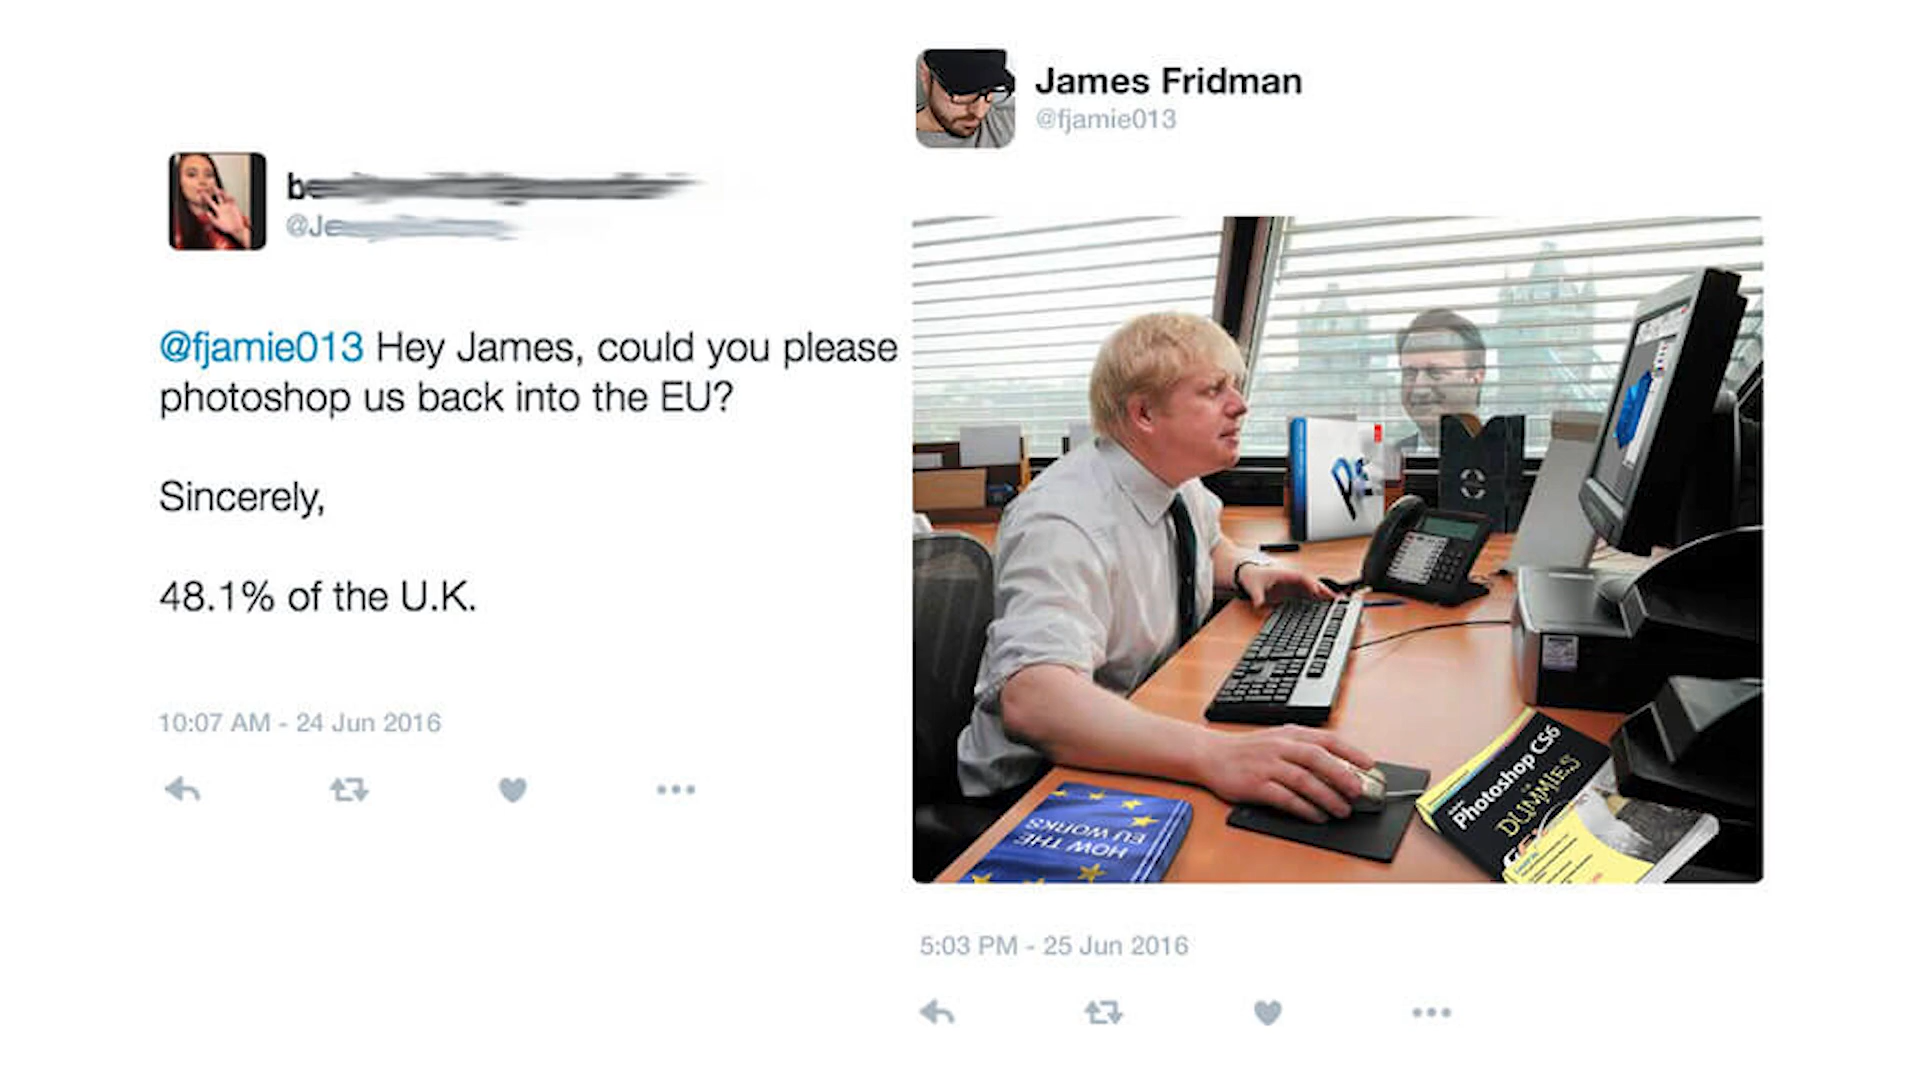 @fjamie013 Hey James, could you please
photoshop us back into the EU?
Sincerely,
48.1% of the U.K.
10:07 AM - 24 Jun 2016
James Fridman
@fjamie013
Ps
HOW THE
EU WORKS
Photoshop CS6
DUMMIES
5:03 PM - 25 Jun 2016